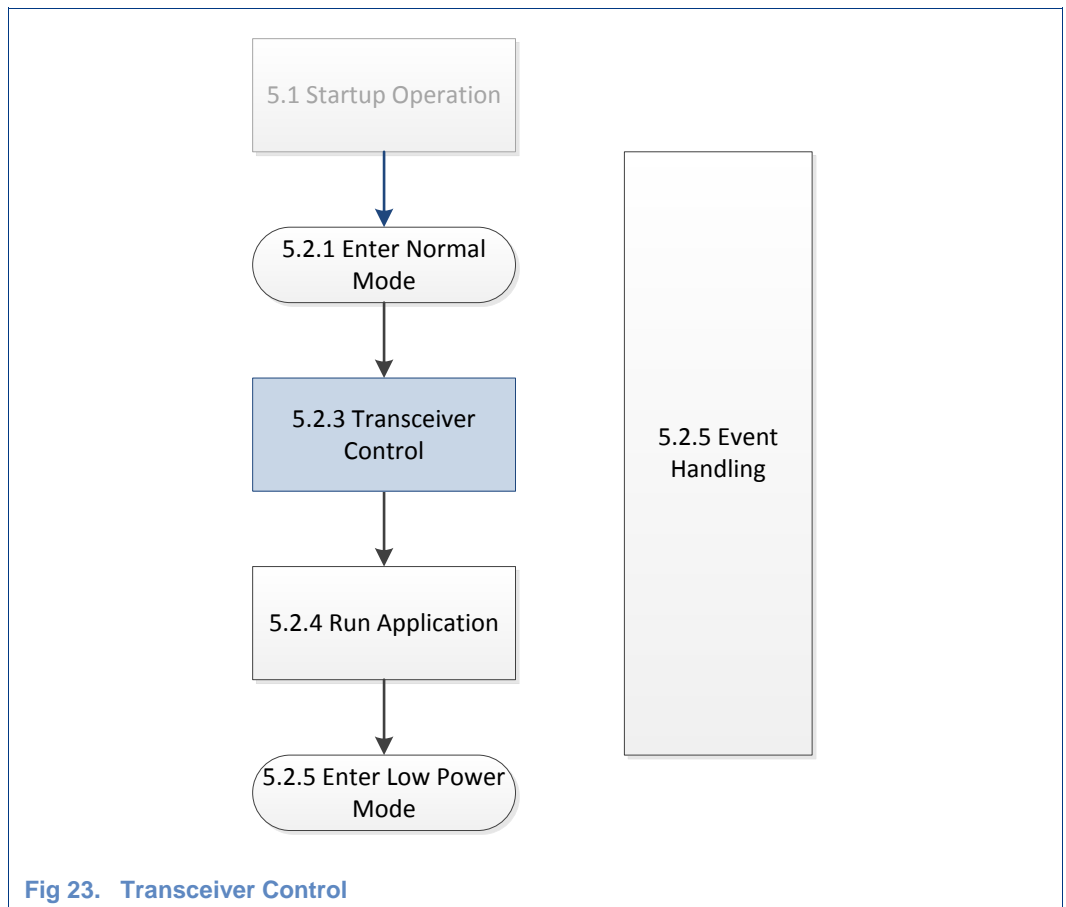 5.1 Startup Operation
5.2.1 Enter Normal
Mode
5.2.3 Transceiver
Control
5.2.4 Run Application
5.2.5 Enter Low Power
Mode
5.2.5 Event
Handling
Fig 23. Transceiver Control